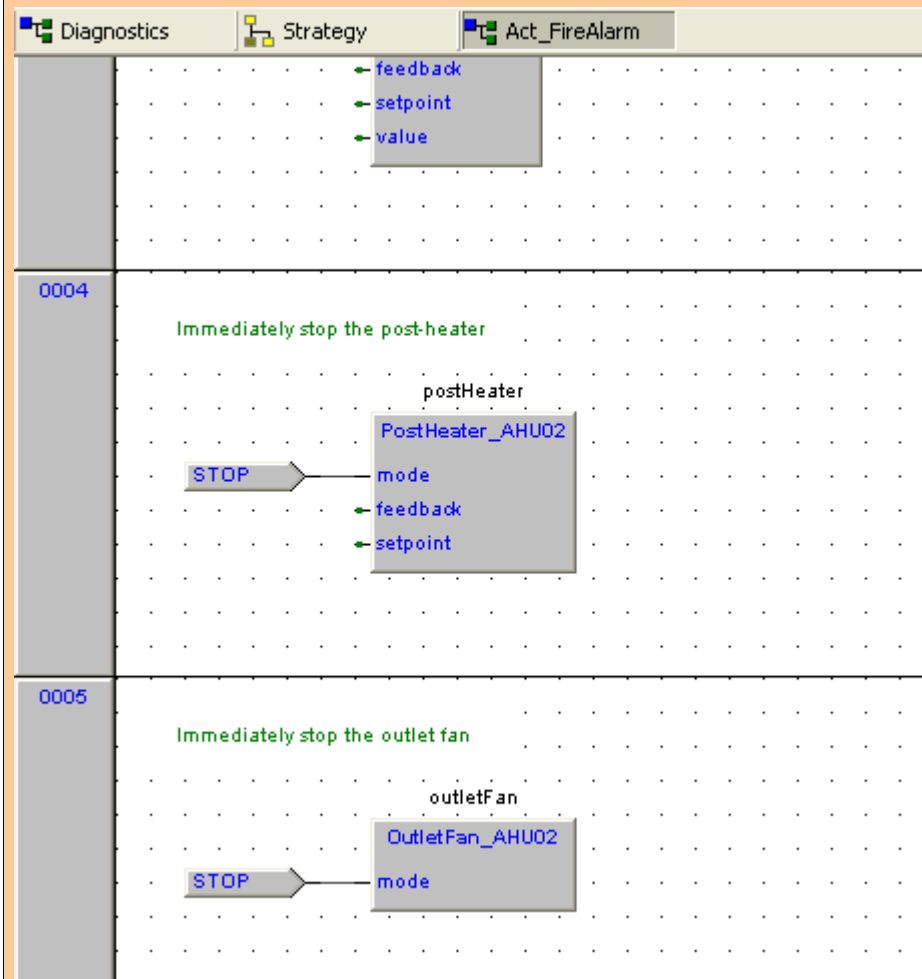 Diagnostics Strategy Act_FireAlarm
feedback
setpoint
value
0004
Immediately stop the post-heater
postHeater
PostHeater_AHU02
STOP mode
feedback
setpoint
0005
Immediately stop the outlet fan
outletFan
OutletFan_AHU02
STOP mode